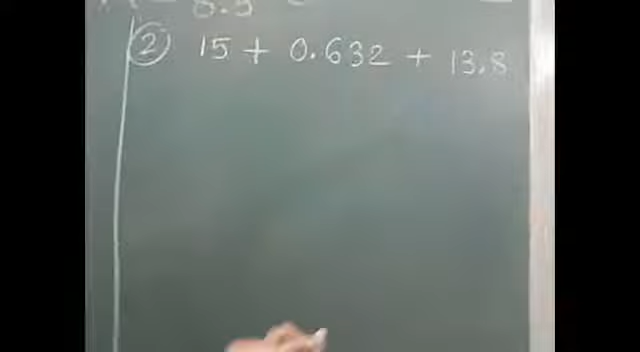 ② 15 + 0.632 + 13.8